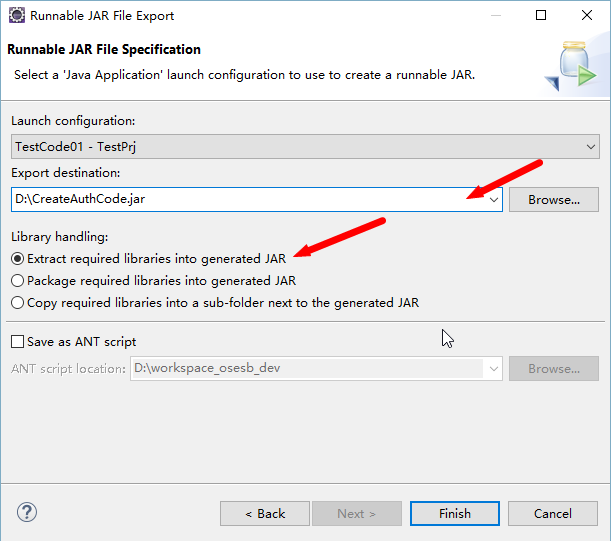 Runnable JAR File Export
Runnable JAR File Specification
Select a 'Java Application' launch configuration to use to create a runnable JAR.
Launch configuration:
TestCode01 - TestPrj
Export destination:
D:\CreateAuthCode.jar
Browse...
Library handling:
Extract required libraries into generated JAR
Package required libraries into generated JAR
Copy required libraries into a sub-folder next to the generated JAR
Save as ANT script
ANT script location:
D:\workspace_osesb_dev
Browse...
?
< Back
Next >
Finish
Cancel